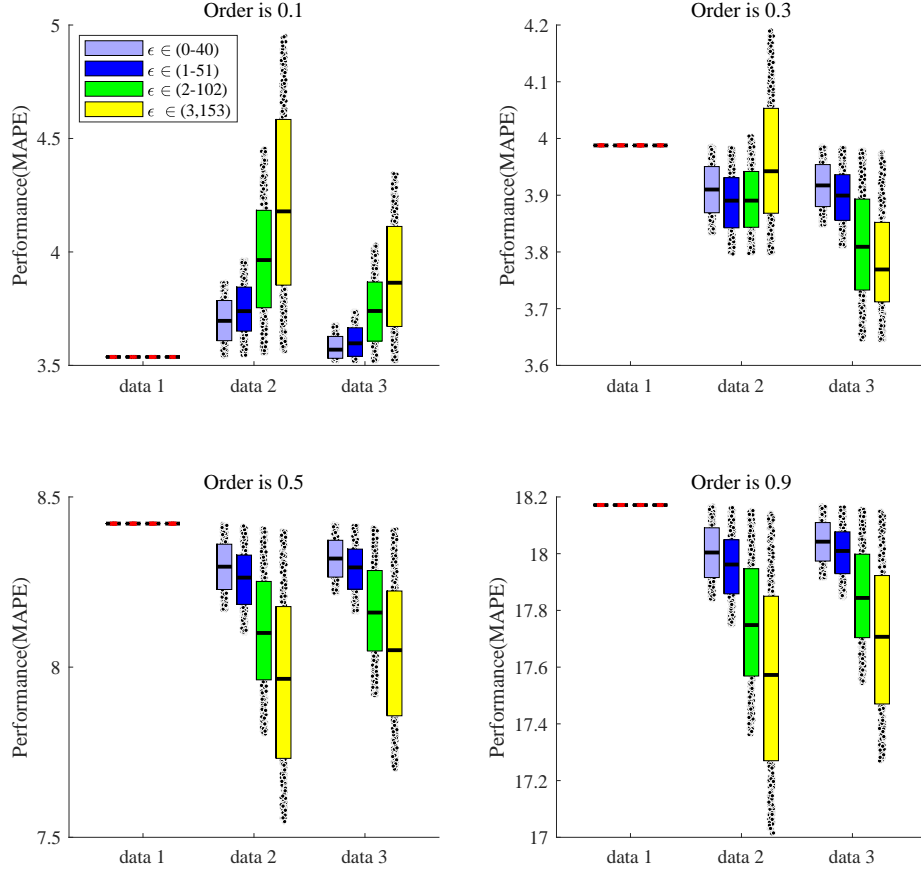 Order is 0.1
Performance(MAPE)
5
4.5
4
3.5
ϵ ∈ (0-40)
ϵ ∈ (1-51)
ϵ ∈ (2-102)
ϵ ∈ (3,153)
data 1 data 2 data 3
Order is 0.3
Performance(MAPE)
4.2
4.1
4
3.9
3.8
3.7
3.6
data 1 data 2 data 3
Order is 0.5
Performance(MAPE)
8.5
8
7.5
data 1 data 2 data 3
Order is 0.9
Performance(MAPE)
18.2
18
17.8
17.6
17.4
17.2
17
data 1 data 2 data 3